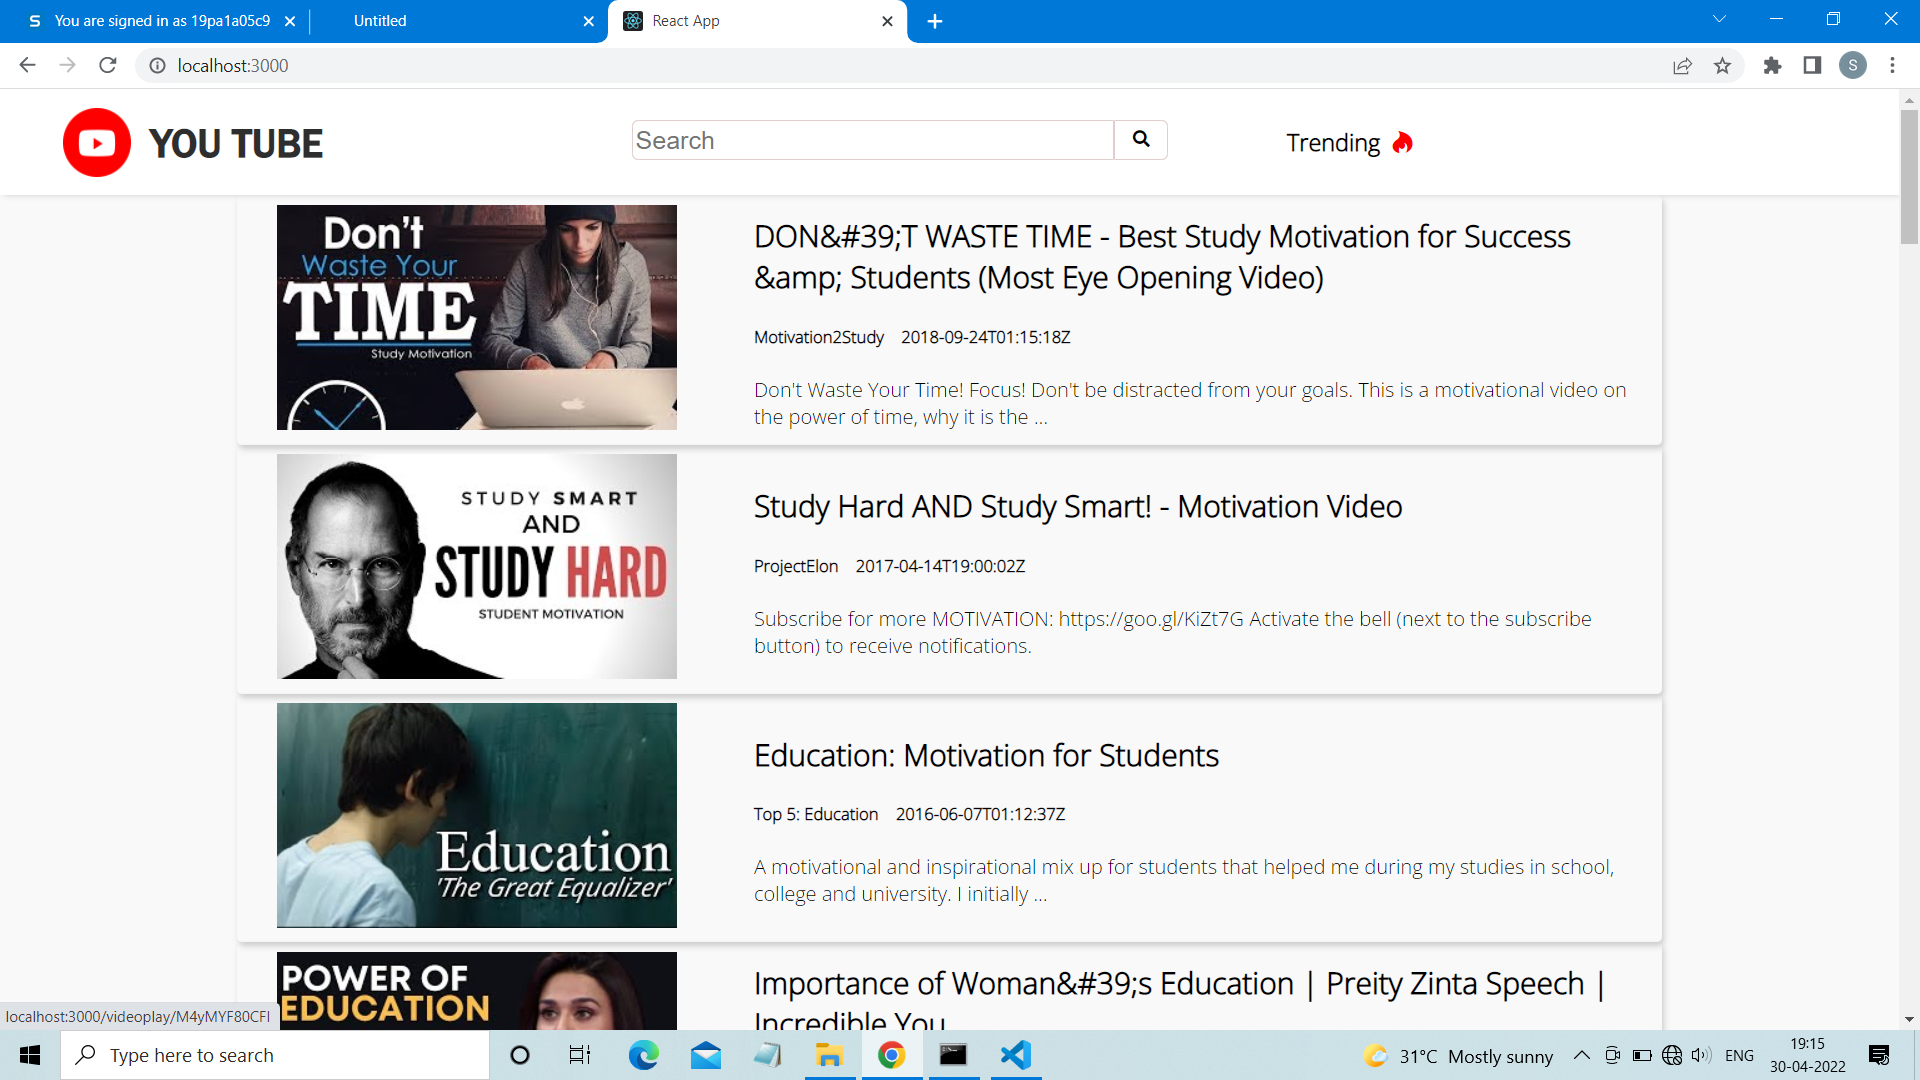 You are signed in as 19pa1a05c9
Untitled
React App
localhost:3000
S
YOU TUBE
Search
Trending
Don't
Waste Your
TIME
Study Motivation
DON&#39;T WASTE TIME - Best Study Motivation for Success
&amp; Students (Most Eye Opening Video)
Motivation2Study 2018-09-24T01:15:18Z
Don't Waste Your Time! Focus! Don't be distracted from your goals. This is a motivational video on
the power of time, why it is the ...
STUDY SMART
AND
STUDY HARD
STUDENT MOTIVATION
Study Hard AND Study Smart! - Motivation Video
ProjectElon 2017-04-14T19:00:02Z
Subscribe for more MOTIVATION: https://goo.gl/KiZt7G Activate the bell (next to the subscribe
button) to receive notifications.
Education
'The Great Equalizer'
Education: Motivation for Students
Top 5: Education 2016-06-07T01:12:37Z
A motivational and inspirational mix up for students that helped me during my studies in school,
college and university. I initially ...
POWER OF
EDUCATION
Importance of Woman&#39;s Education | Preity Zinta Speech |
Incredible You
localhost:3000/videoplay/M4yMYF80CFI
Type here to search
31°C Mostly sunny
ENG
19:15
30-04-2022